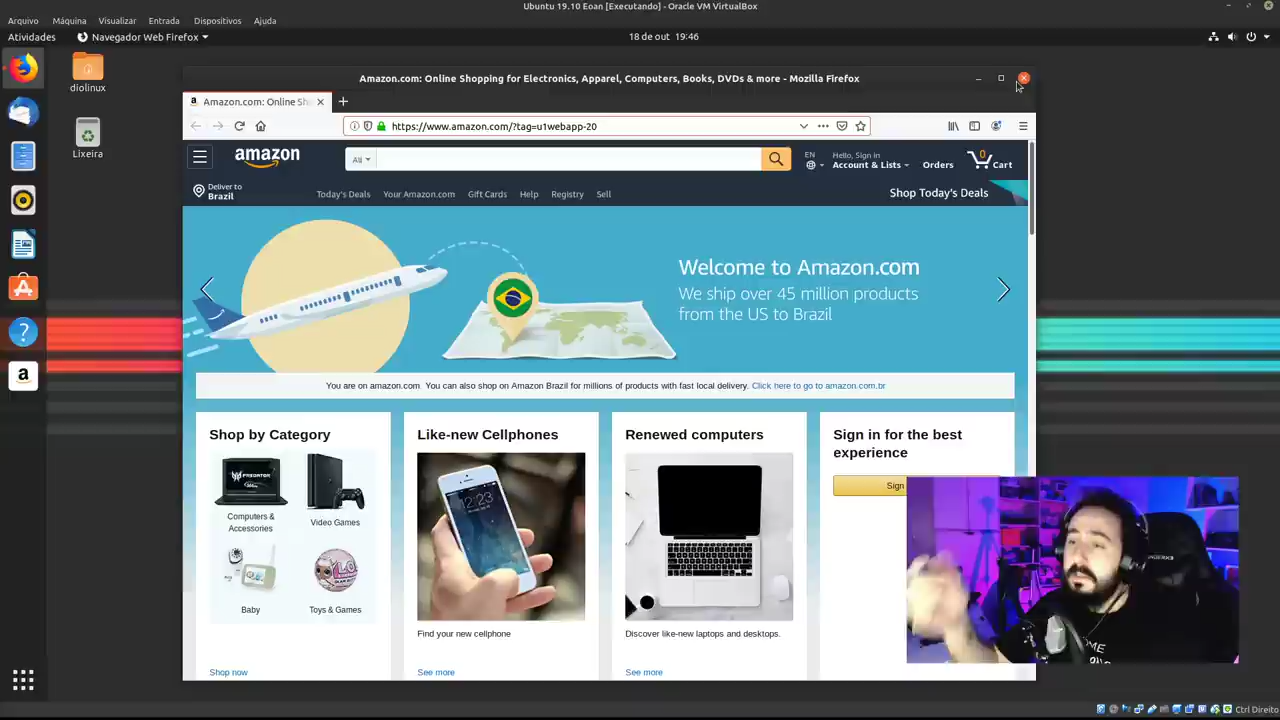 Ubuntu 19.10 Eoan [Executando] - Oracle VM VirtualBox
Arquivo Máquina Visualizar Entrada Dispositivos Ajuda
Atividades Navegador Web Firefox 18 de out 19:46
diolinux
Lixeira
Amazon.com: Online Shopping for Electronics, Apparel, Computers, Books, DVDs & more - Mozilla Firefox
Amazon.com: Online Sh
https://www.amazon.com/?tag=u1webapp-20
amazon
All
EN
Hello, Sign in
Account & Lists
Orders
0
Cart
Deliver to
Brazil
Today's Deals Your Amazon.com Gift Cards Help Registry Sell
Shop Today's Deals
Welcome to Amazon.com
We ship over 45 million products
from the US to Brazil
You are on amazon.com. You can also shop on Amazon Brazil for millions of products with fast local delivery. Click here to go to amazon.com.br
Shop by Category
PREDATOR
Computers &
Accessories
Video Games
Baby
L.O.L
Toys & Games
Shop now
Like-new Cellphones
12:23
Find your new cellphone
See more
Renewed computers
Discover like-new laptops and desktops.
See more
Sign in for the best
experience
Sign
a
Ctrl Direito